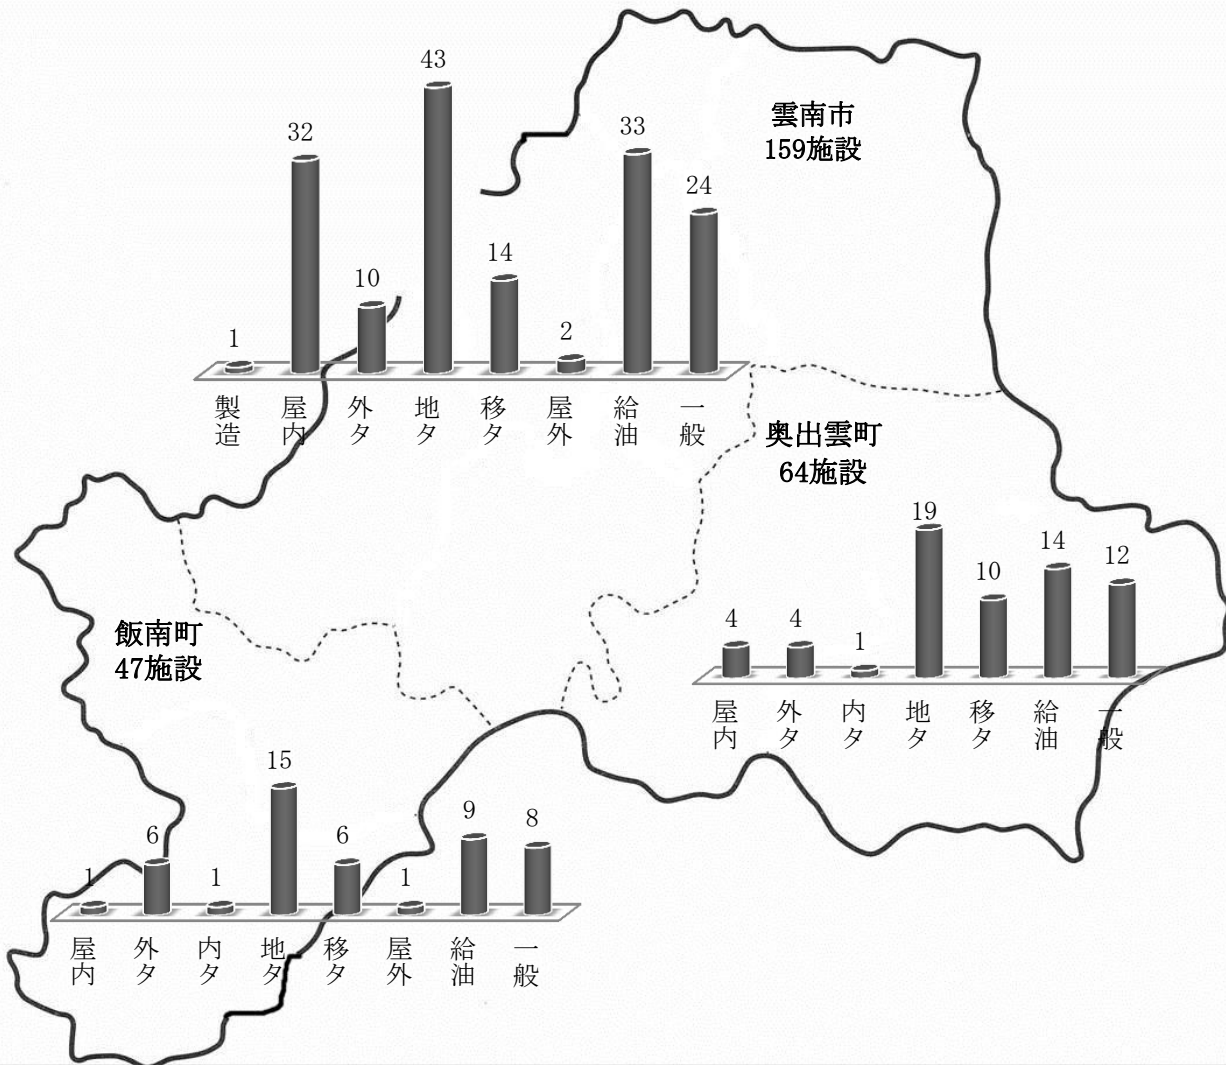 雲南市
159施設
1
32
10
43
14
2
33
24
製造
屋内
外タ
地タ
移タ
屋外
給油
一般
奥出雲町
64施設
4
4
1
19
10
14
12
屋内
外タ
内タ
地タ
移タ
給油
一般
飯南町
47施設
1
6
1
15
6
1
9
8
屋内
外タ
内タ
地タ
移タ
屋外
給油
一般